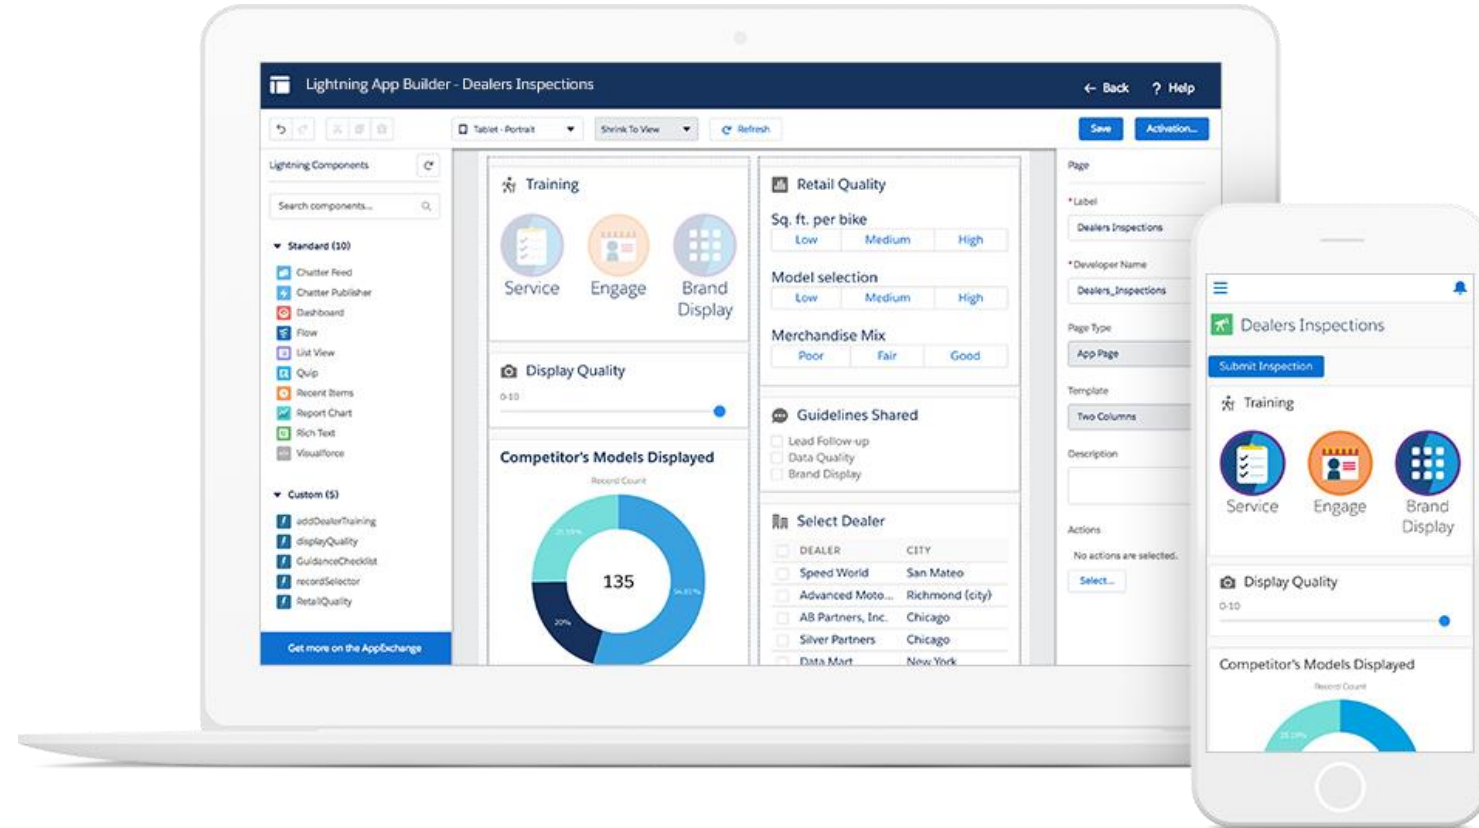 Lightning App Builder - Dealers Inspections
Back
? Help
Tablet - Portrait
Shrink To View
Refresh
Save
Activation...
Lightning Components
Search components...
Standard (10)
Chatter Feed
Chatter Publisher
Dashboard
Flow
List View
Quip
Recent Items
Report Chart
Rich Text
Visualforce
Custom (5)
addDealerTraining
displayQuality
GuidanceChecklist
recordSelector
RetailQuality
Get more on the AppExchange
Training
Service
Engage
Brand
Display
Display Quality
0-10
Competitor's Models Displayed
Record Count
135
20%
Retail Quality
Sq. ft. per bike
Low Medium High
Model selection
Low Medium High
Merchandise Mix
Poor Fair Good
Guidelines Shared
Lead Follow-up
Data Quality
Brand Display
Select Dealer
DEALER CITY
Speed World San Mateo
Advanced Moto... Richmond (city)
AB Partners, Inc. Chicago
Silver Partners Chicago
Data Mart New York
Page
*Label
Dealers Inspections
*Developer Name
Dealers_Inspections
Page Type
App Page
Template
Two Columns
Description
Actions
No actions are selected.
Select...
Dealers Inspections
Submit Inspection
Training
Service
Engage
Brand
Display
Display Quality
0-10
Competitor's Models Displayed
Record Count